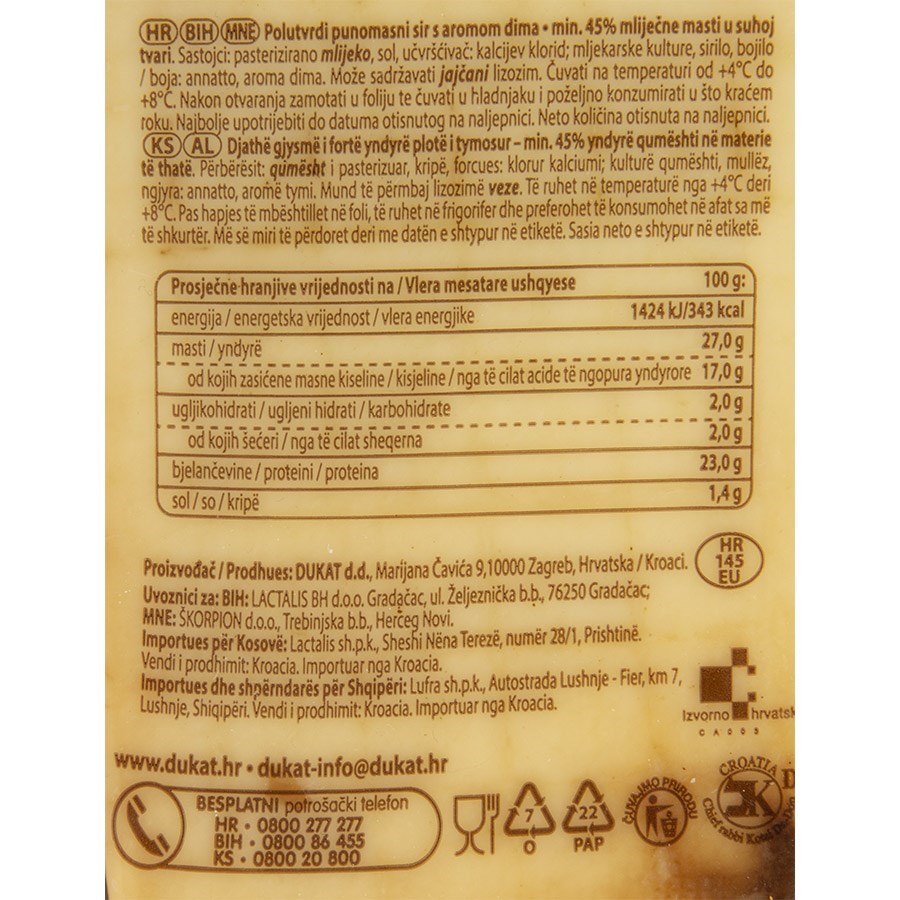 HR BIH MNE Polutvrdi punomasni sir s aromom dima • min. 45% mliječne masti u suhoj
tvari. Sastojci: pasterizirano mlijeko, sol, učvršćivač: kalcijev klorid; mljekarske kulture, sirilo, bojilo
/ boja: annatto, aroma dima. Može sadržavati jajčani lizozim. Čuvati na temperaturi od +4°C do
+8°C. Nakon otvaranja zamotati u foliju te čuvati u hladnjaku i poželjno konzumirati u što kraćem
roku. Najbolje upotrijebiti do datuma otisnutog na naljepnici. Neto količina otisnuta na naljepnici.
KS AL Djathë gjysmë i fortë yndyrë plotë i tymosur – min. 45% yndyrë qumështi në materie
të thatë. Përbërësit: qumësht i pasterizuar, kripë, forcues: klorur kalciumi; kulturë qumështi, mullëz,
ngjyra: annatto, aromë tymi. Mund të përmbaj lizozimë veze. Të ruhet në temperaturë nga +4°C deri
+8°C. Pas hapjes të mbështillet në foli, të ruhet në frigorifer dhe preferohet të konsumohet në afat sa më
të shkurtër. Më së miri të përdoret deri me datën e shtypur në etiketë. Sasia neto e shtypur në etiketë.
Prosječne hranjive vrijednosti na / Vlera mesatare ushqyese 100 g:
energija / energetska vrijednost / vlera energjike 1424 kJ/343 kcal
masti / yndyrë 27,0 g
od kojih zasićene masne kiseline / kisjeline / nga të cilat acide të ngopura yndyrore 17,0 g
ugljikohidrati / ugljeni hidrati / karbohidrate 2,0 g
od kojih šećeri / nga të cilat sheqerna 2,0 g
bjelančevine / proteini / proteina 23,0 g
sol / so / kripë 1,4 g
Proizvođač / Prodhues: DUKAT d.d., Marijana Čavića 9,10000 Zagreb, Hrvatska / Kroaci.
HR
145
EU
Uvoznici za: BIH: LACTALIS BH d.o.o. Gradačac, ul. Željeznička b.b., 76250 Gradačac;
MNE: ŠKORPION d.o.o., Trebinjska b.b., Herceg Novi.
Importues për Kosovë: Lactalis sh.p.k., Sheshi Nëna Terezë, numër 28/1, Prishtinë.
Vendi i prodhimit: Kroacia. Importuar nga Kroacia.
Importues dhe shpërndarës për Shqipëri: Lufra sh.p.k., Autostrada Lushnje - Fier, km 7,
Lushnje, Shqipëri. Vendi i prodhimit: Kroacia. Importuar nga Kroacia.
Izvorno hrvatsk
CA005
www.dukat.hr • dukat-info@dukat.hr
BESPLATNI potrošački telefon
HR • 0800 277 277
BIH • 0800 86 455
KS • 0800 20 800
7
O
22
PAP
ČUVAJMO PRIRODU
CROATIA
K
D
Chief rabbi Kotel